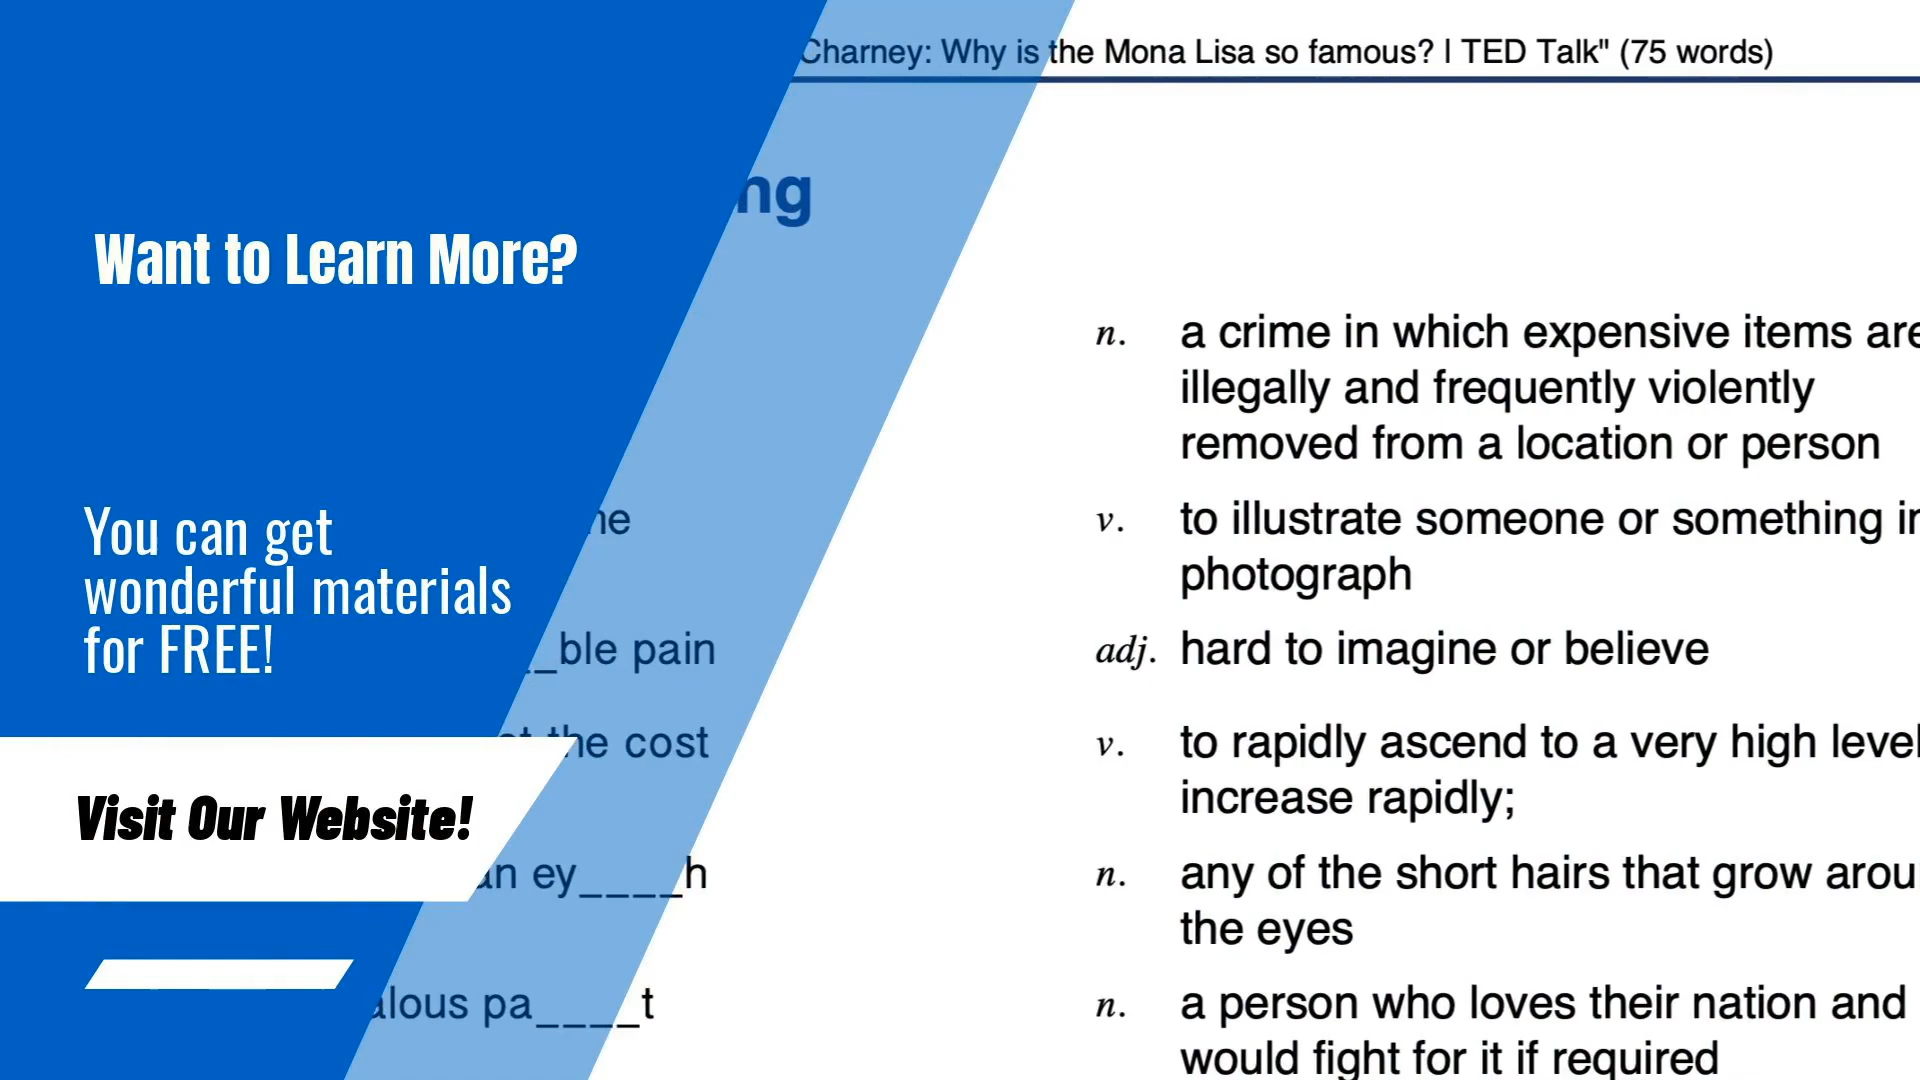 Charney: Why is the Mona Lisa so famous? | TED Talk" (75 words)
ng
Want to Learn More?
You can get
wonderful materials
for FREE!
Visit Our Website!
ne
_ble pain
the cost
an ey____h
alous pa____t
n. a crime in which expensive items are
illegally and frequently violently
removed from a location or person
v. to illustrate someone or something in
photograph
adj. hard to imagine or believe
v. to rapidly ascend to a very high level
increase rapidly;
n. any of the short hairs that grow arou
the eyes
n. a person who loves their nation and
would fight for it if required